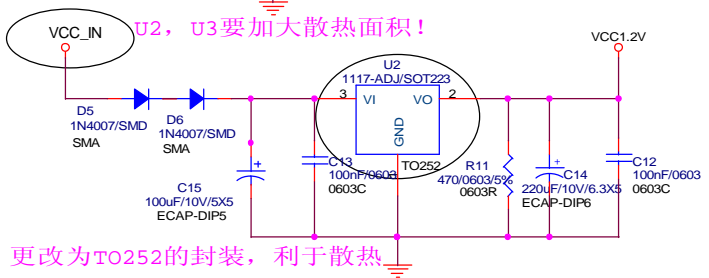 U2，U3要加大散热面积！
VCC_IN
VCC1.2V
U2
1117-ADJ/SOT223
3
VI
VO
2
GND
TO252
D5
1N4007/SMD
SMA
D6
1N4007/SMD
SMA
C15
100uF/10V/5X5
ECAP-DIP5
C13
100nF/0603
0603C
R11
470/0603/5%
0603R
C14
220uF/10V/6.3X5
ECAP-DIP6
C12
100nF/0603
0603C
更改为TO252的封装，利于散热